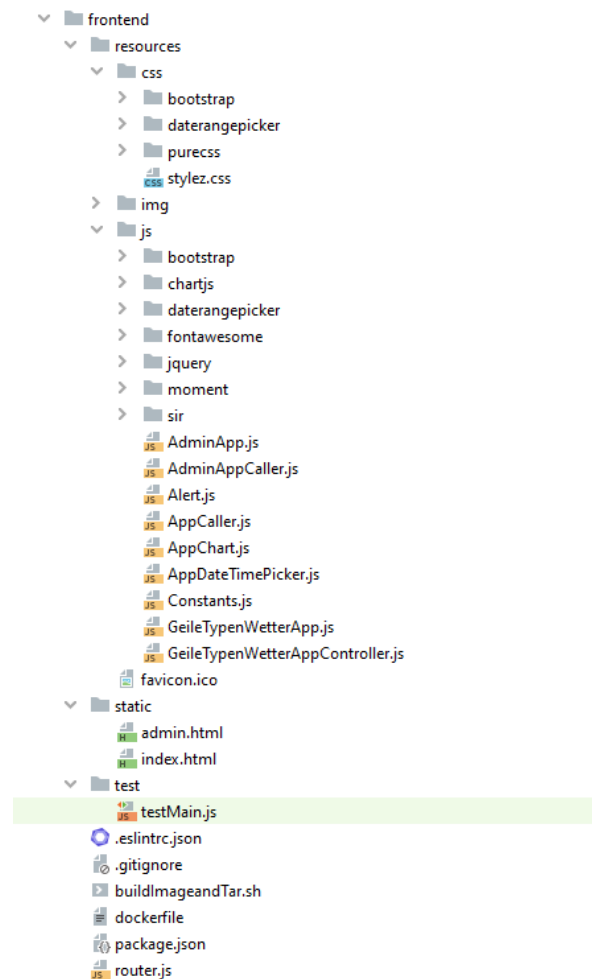 frontend
resources
css
bootstrap
daterangepicker
purecss
stylez.css
img
js
bootstrap
chartjs
daterangepicker
fontawesome
jquery
moment
sir
AdminApp.js
AdminAppCaller.js
Alert.js
AppCaller.js
AppChart.js
AppDateTimePicker.js
Constants.js
GeileTypenWetterApp.js
GeileTypenWetterAppController.js
favicon.ico
static
admin.html
index.html
test
testMain.js
.eslintrc.json
.gitignore
buildImageandTar.sh
dockerfile
package.json
router.js